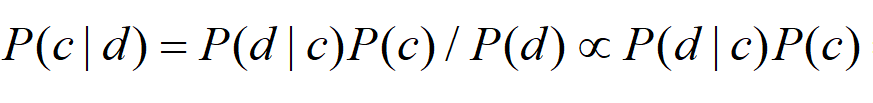 P(c | d) = P(d | c)P(c) / P(d) ∝ P(d | c)P(c)